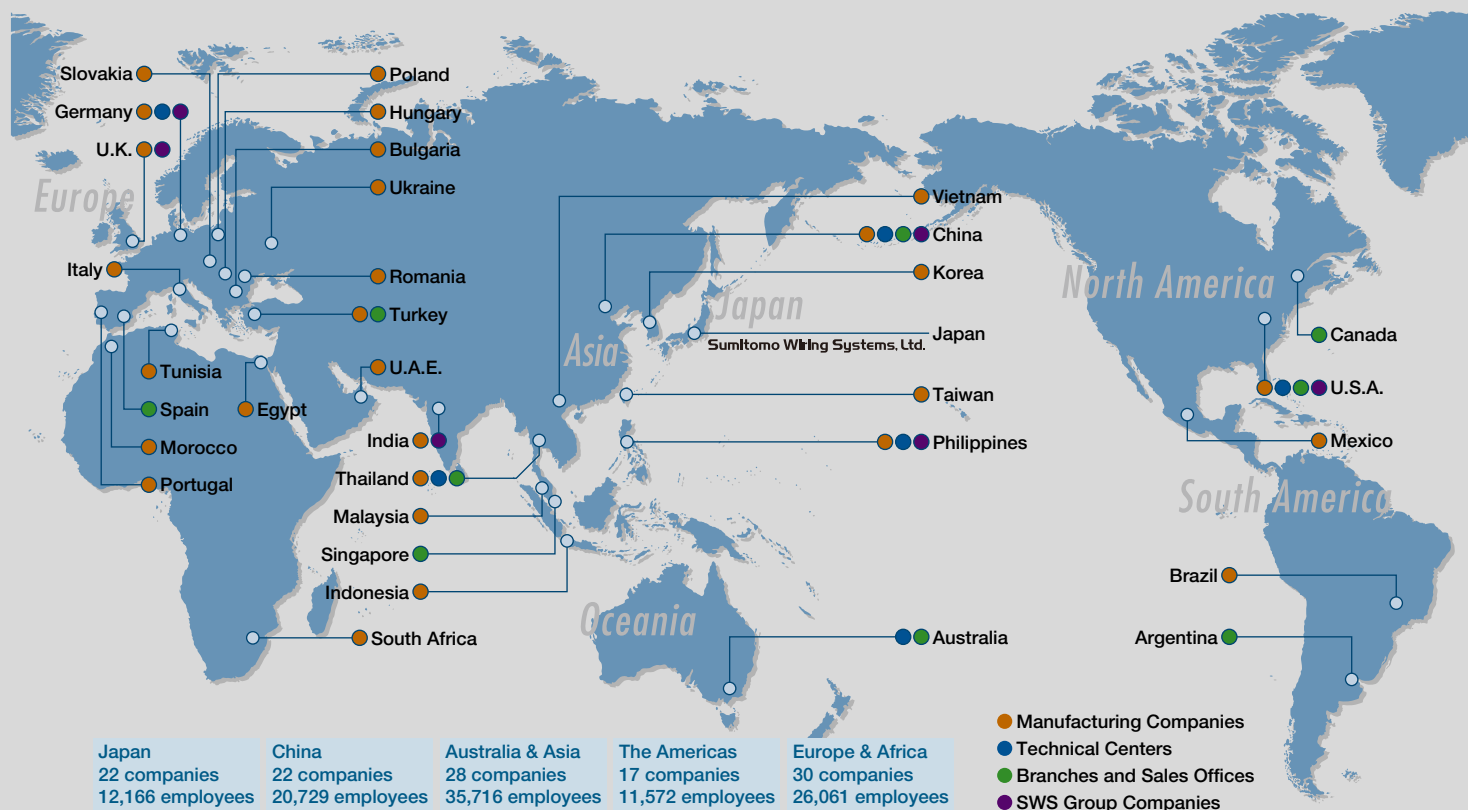 Slovakia
Germany
U.K.
Europe
Italy
Poland
Hungary
Bulgaria
Ukraine
Romania
Turkey
U.A.E.
Tunisia
Spain
Egypt
Morocco
Portugal
India
Thailand
Malaysia
Singapore
Indonesia
South Africa
Asia
Japan
Oceania
Vietnam
China
Korea
Japan
Sumitomo Wiring Systems, Ltd.
Taiwan
Philippines
Australia
North America
Canada
U.S.A.
Mexico
South America
Brazil
Argentina
Japan
22 companies
12,166 employees
China
22 companies
20,729 employees
Australia & Asia
28 companies
35,716 employees
The Americas
17 companies
11,572 employees
Europe & Africa
30 companies
26,061 employees
Manufacturing Companies
Technical Centers
Branches and Sales Offices
SWS Group Companies